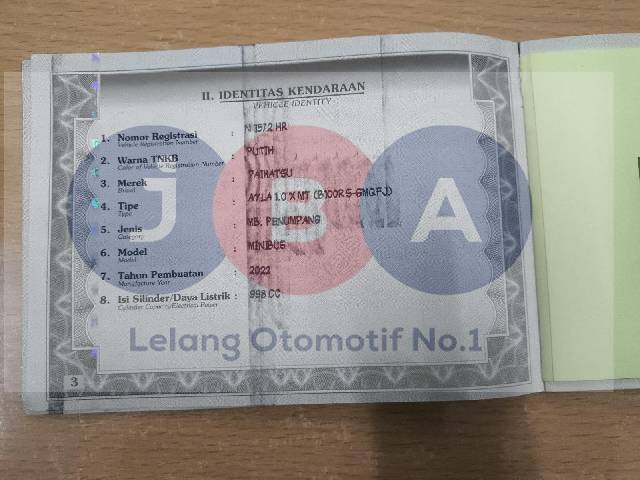 II. IDENTITAS KENDARAAN
VEHICLE IDENTITY
1. Nomor Registrasi : N 1572 HR
Vehicle Registration Number
2. Warna TNKB : PUTIH
Color of Vehicle Registration Number
3. Merek : DAIHATSU
Brand
4. Tipe : AYLA 1.0 X MT (B100RS-GMQFJ)
Type
5. Jenis : MB. PENUMPANG
Category
6. Model : MINIBUS
Model
7. Tahun Pembuatan : 2022
Manufacture Year
8. Isi Silinder/Daya Listrik : 998 CC
Cylinder Capacity/Electrical Power
JBA
Lelang Otomotif No.1
3